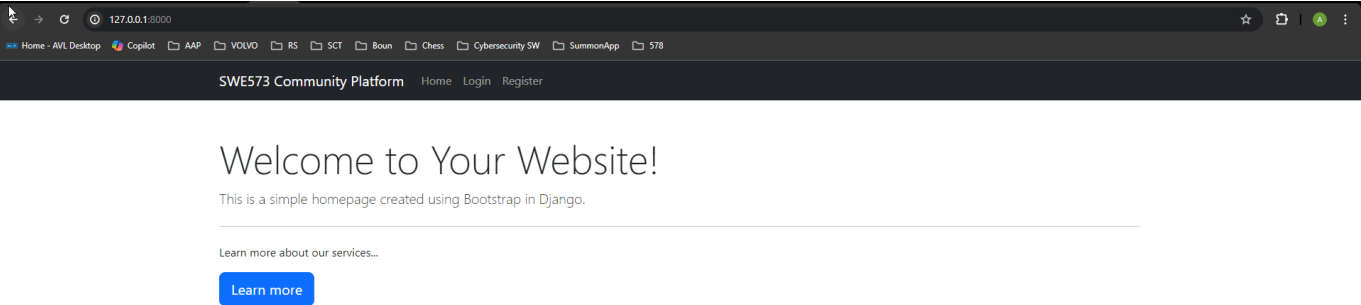 127.0.0.1:8000
A
Home - AVL Desktop Copilot AAP VOLVO RS SCT Boun Chess Cybersecurity SW SummonApp 578
SWE573 Community Platform Home Login Register
Welcome to Your Website!
This is a simple homepage created using Bootstrap in Django.
Learn more about our services...
Learn more